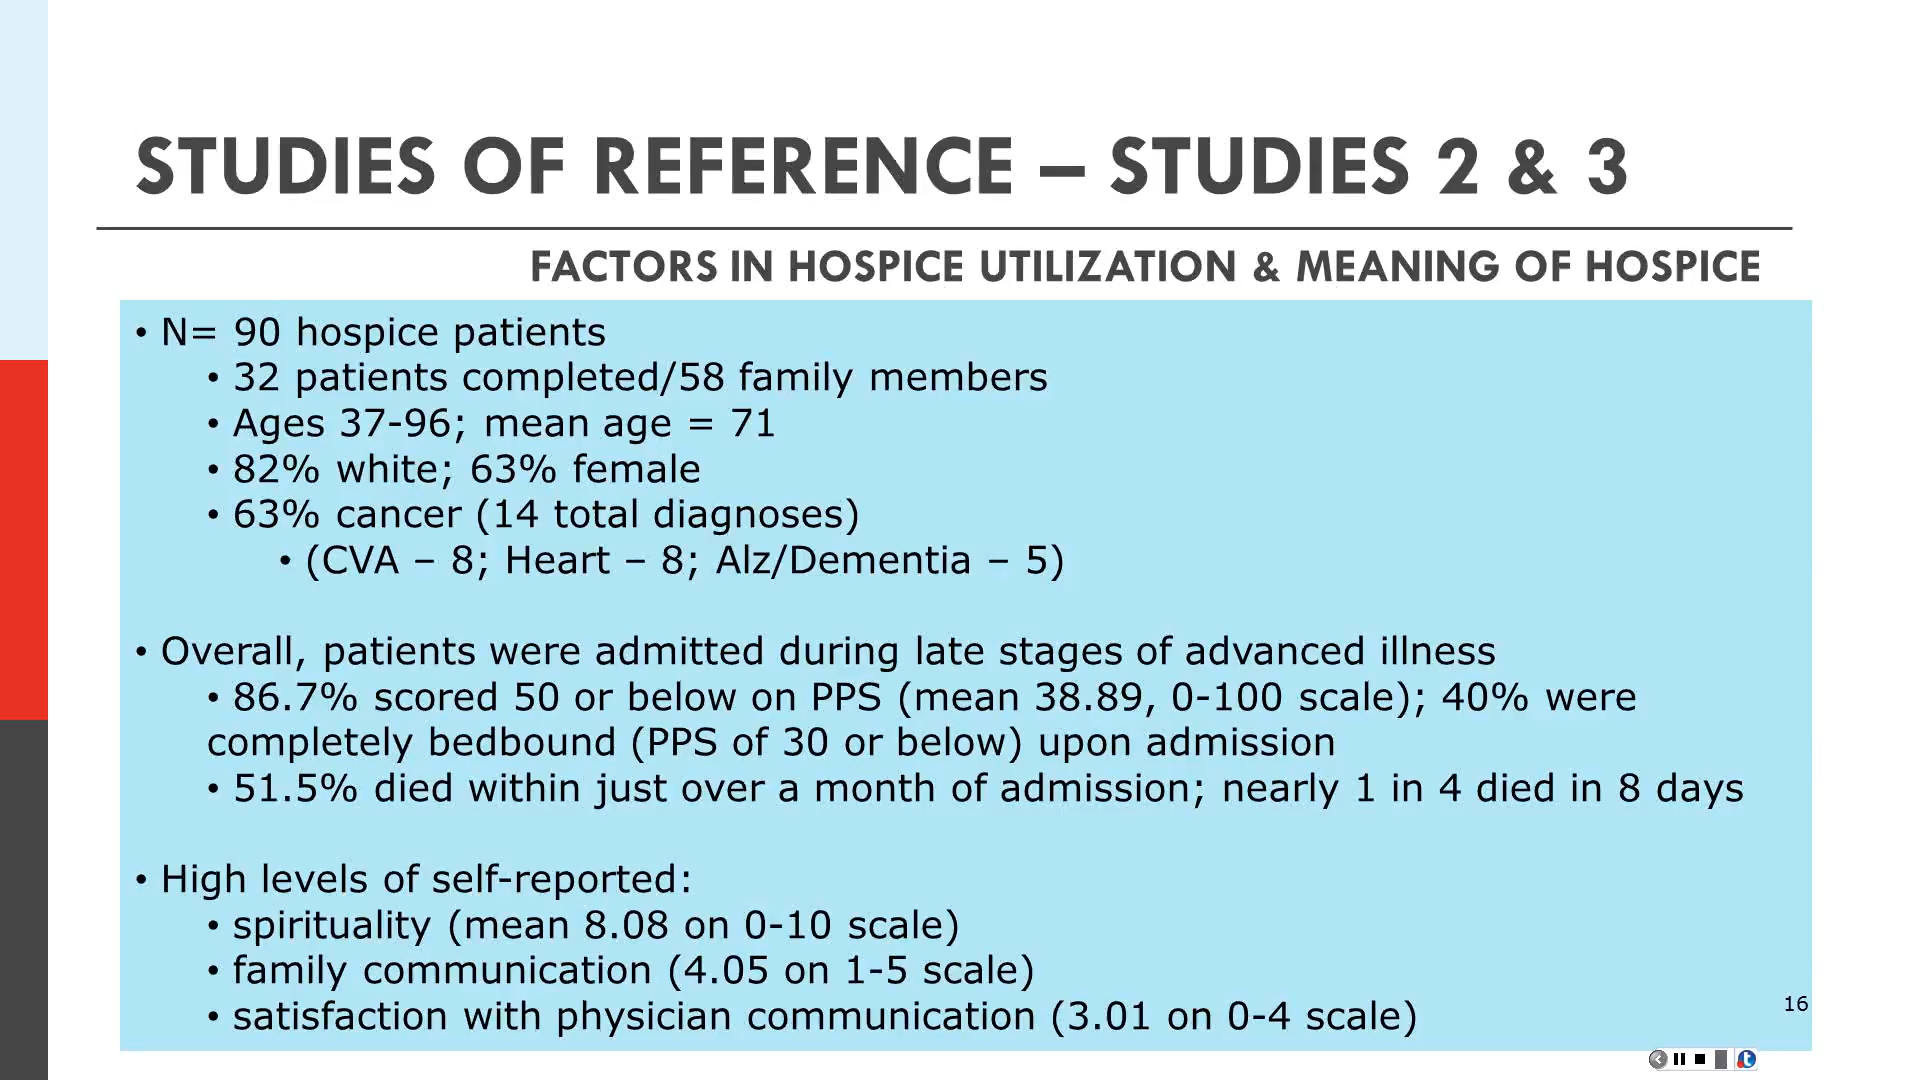 STUDIES OF REFERENCE – STUDIES 2 & 3
FACTORS IN HOSPICE UTILIZATION & MEANING OF HOSPICE
• N= 90 hospice patients
• 32 patients completed/58 family members
• Ages 37-96; mean age = 71
• 82% white; 63% female
• 63% cancer (14 total diagnoses)
• (CVA – 8; Heart – 8; Alz/Dementia – 5)
• Overall, patients were admitted during late stages of advanced illness
• 86.7% scored 50 or below on PPS (mean 38.89, 0-100 scale); 40% were
completely bedbound (PPS of 30 or below) upon admission
• 51.5% died within just over a month of admission; nearly 1 in 4 died in 8 days
• High levels of self-reported:
• spirituality (mean 8.08 on 0-10 scale)
• family communication (4.05 on 1-5 scale)
• satisfaction with physician communication (3.01 on 0-4 scale)
16
t